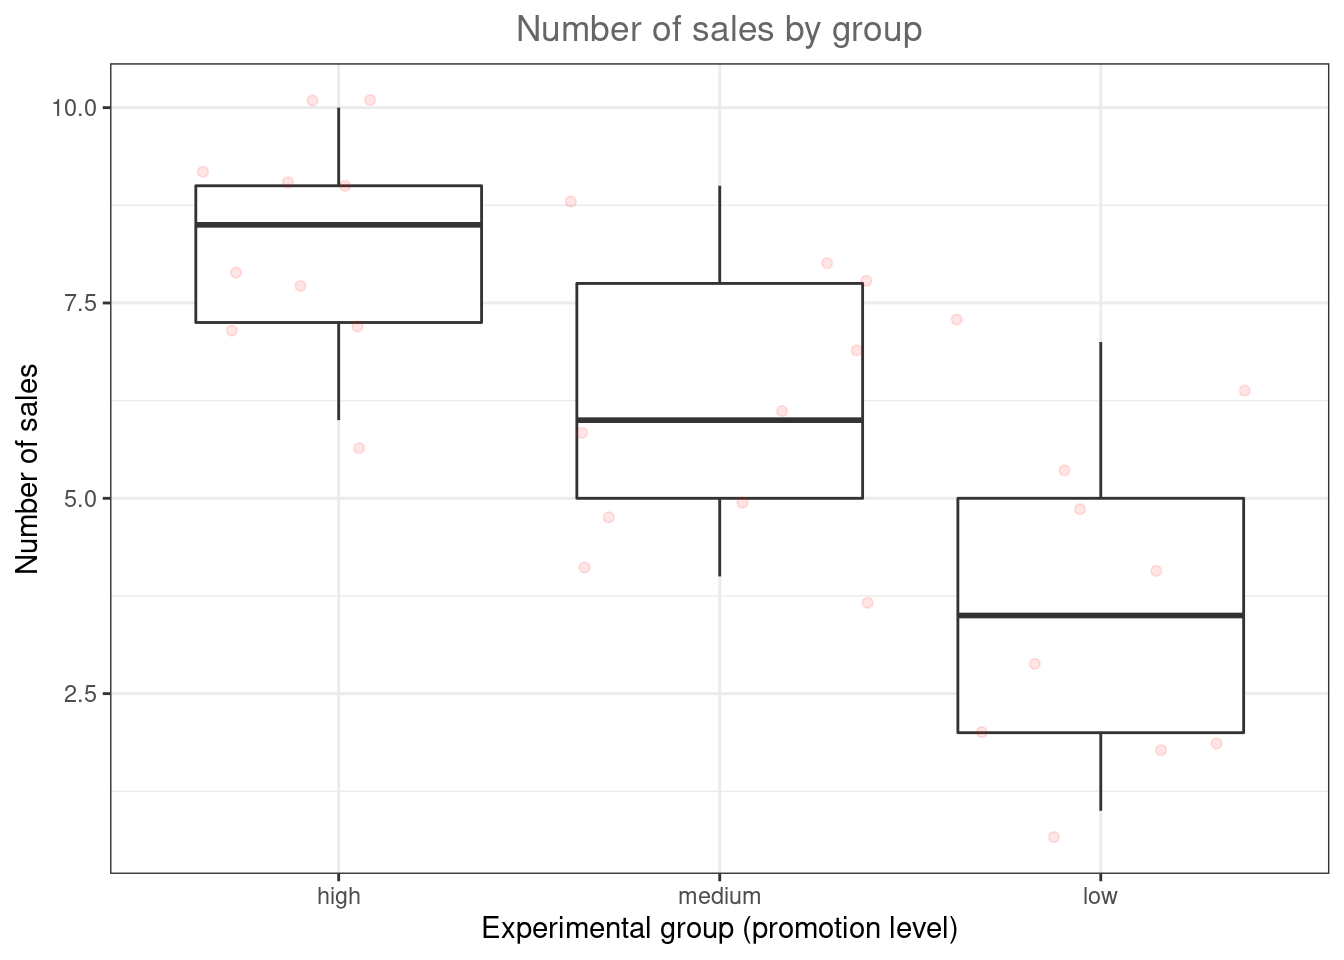 Number of sales by group
Number of sales
10.0
7.5
5.0
2.5
high medium low
Experimental group (promotion level)